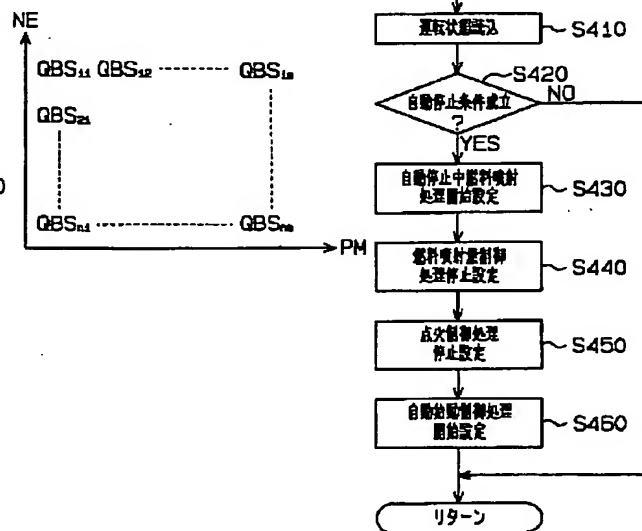 NE
QBS₁₁ QBS₁₂ QBS₁ₘ
QBS₂₁
QBSₙ₁ QBSₙₘ
PM
運転状態読込
S410
S420
自動停止条件成立
?
NO
YES
自動停止中燃料噴射
処理開始設定
S430
燃料噴射量制御
処理停止設定
S440
点火制御処理
停止設定
S450
自動始動制御処理
開始設定
S460
リターン